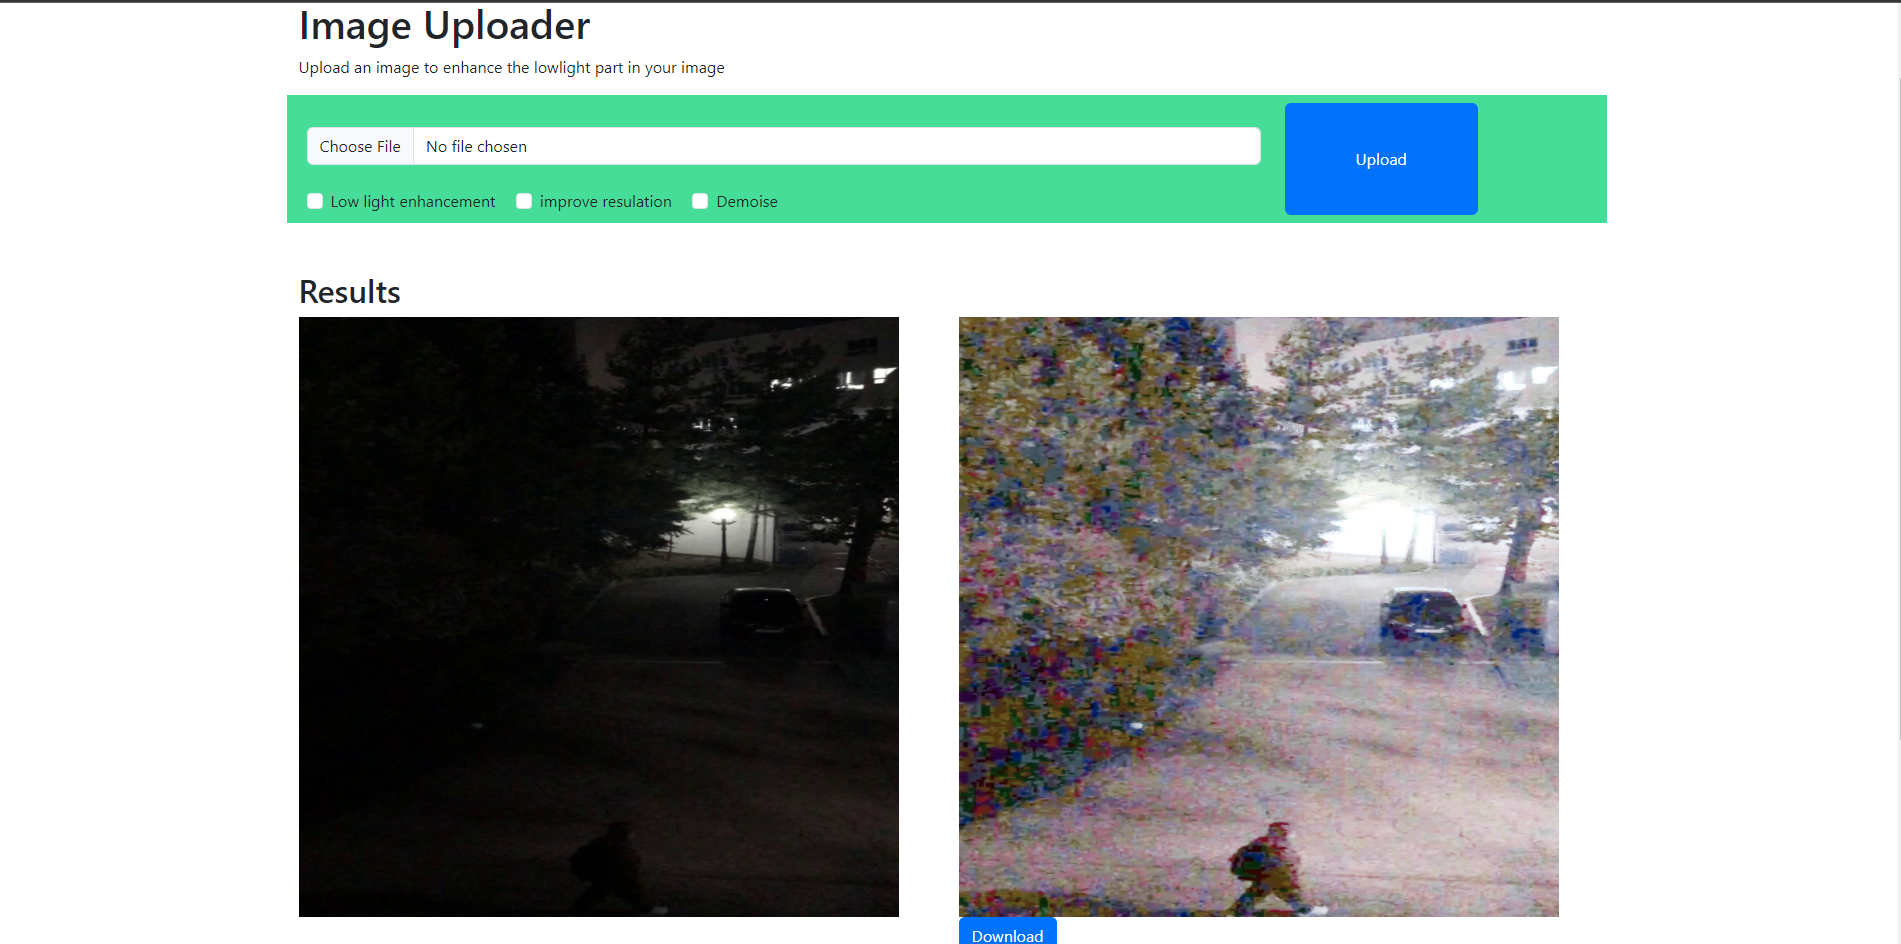 Image Uploader
Upload an image to enhance the lowlight part in your image
Choose File No file chosen
Upload
Low light enhancement improve resulation Demoise
Results
Download